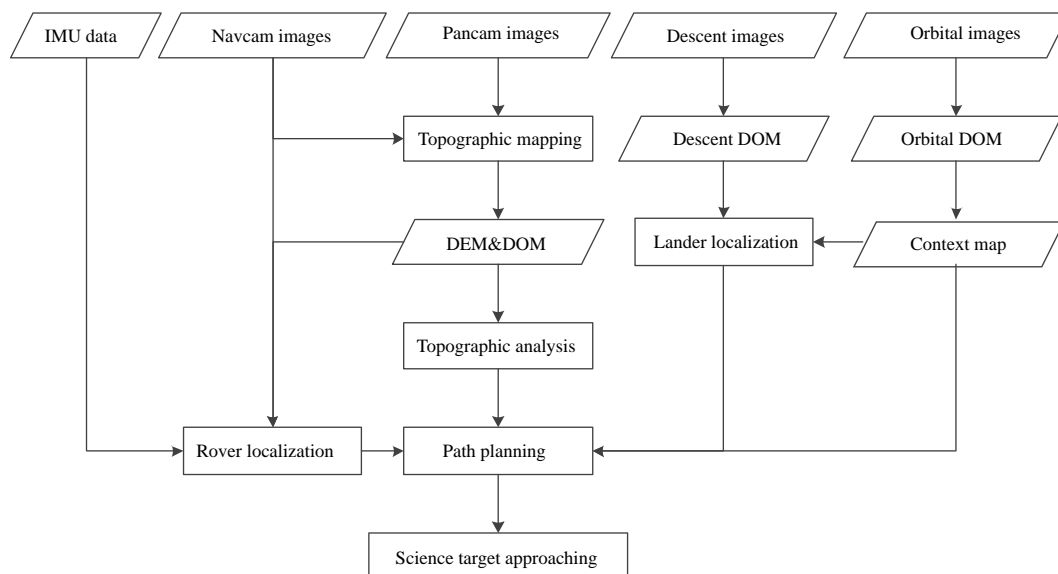 IMU data
Navcam images
Pancam images
Descent images
Orbital images
Topographic mapping
Descent DOM
Orbital DOM
DEM&DOM
Lander localization
Context map
Topographic analysis
Rover localization
Path planning
Science target approaching